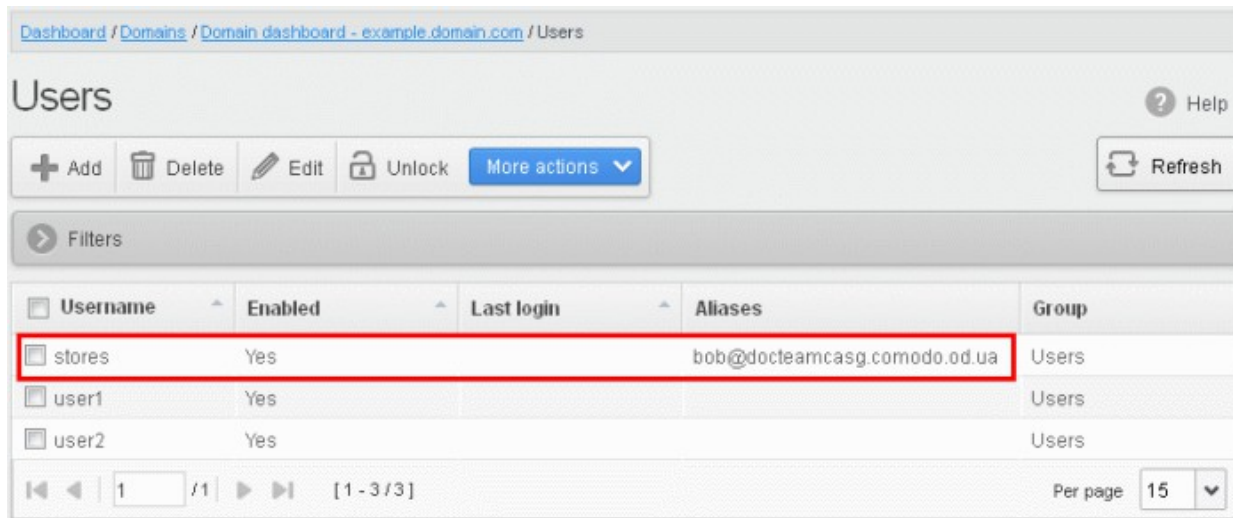 Dashboard / Domains / Domain dashboard - example.domain.com / Users
Users
Help
Add Delete Edit Unlock More actions Refresh
Filters
Username Enabled Last login Aliases Group
stores Yes bob@docteamcasg.comodo.od.ua Users
user1 Yes Users
user2 Yes Users
1 / 1 [ 1 - 3 / 3 ] Per page 15